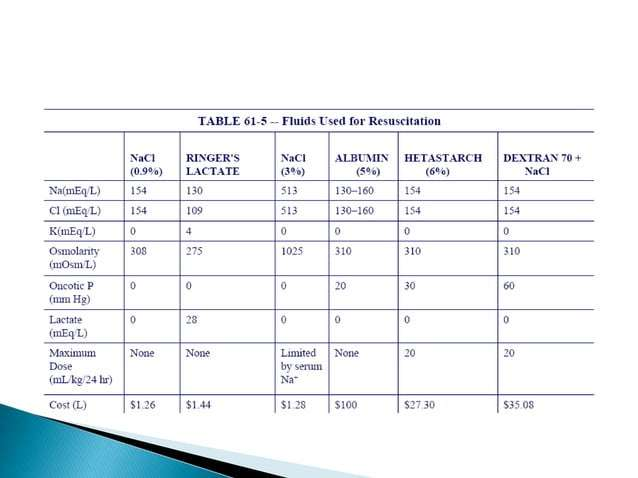 TABLE 61-5 -- Fluids Used for Resuscitation
NaCl (0.9%) RINGER'S LACTATE NaCl (3%) ALBUMIN (5%) HETASTARCH (6%) DEXTRAN 70 + NaCl
Na(mEq/L) 154 130 513 130–160 154 154
Cl (mEq/L) 154 109 513 130–160 154 154
K(mEq/L) 0 4 0 0 0 0
Osmolarity (mOsm/L) 308 275 1025 310 310 310
Oncotic P (mm Hg) 0 0 0 20 30 60
Lactate (mEq/L) 0 28 0 0 0 0
Maximum Dose (mL/kg/24 hr) None None Limited by serum Na+ None 20 20
Cost (L) $1.26 $1.44 $1.28 $100 $27.30 $35.08